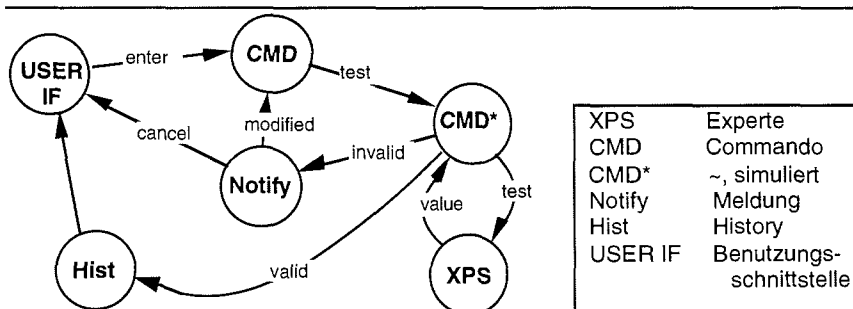 USER
IF
enter
CMD
test
CMD*
cancel
modified
invalid
Notify
value
test
Hist
valid
XPS
XPS Experte
CMD Commando
CMD* ~, simuliert
Notify Meldung
Hist History
USER IF Benutzungs-
schnittstelle